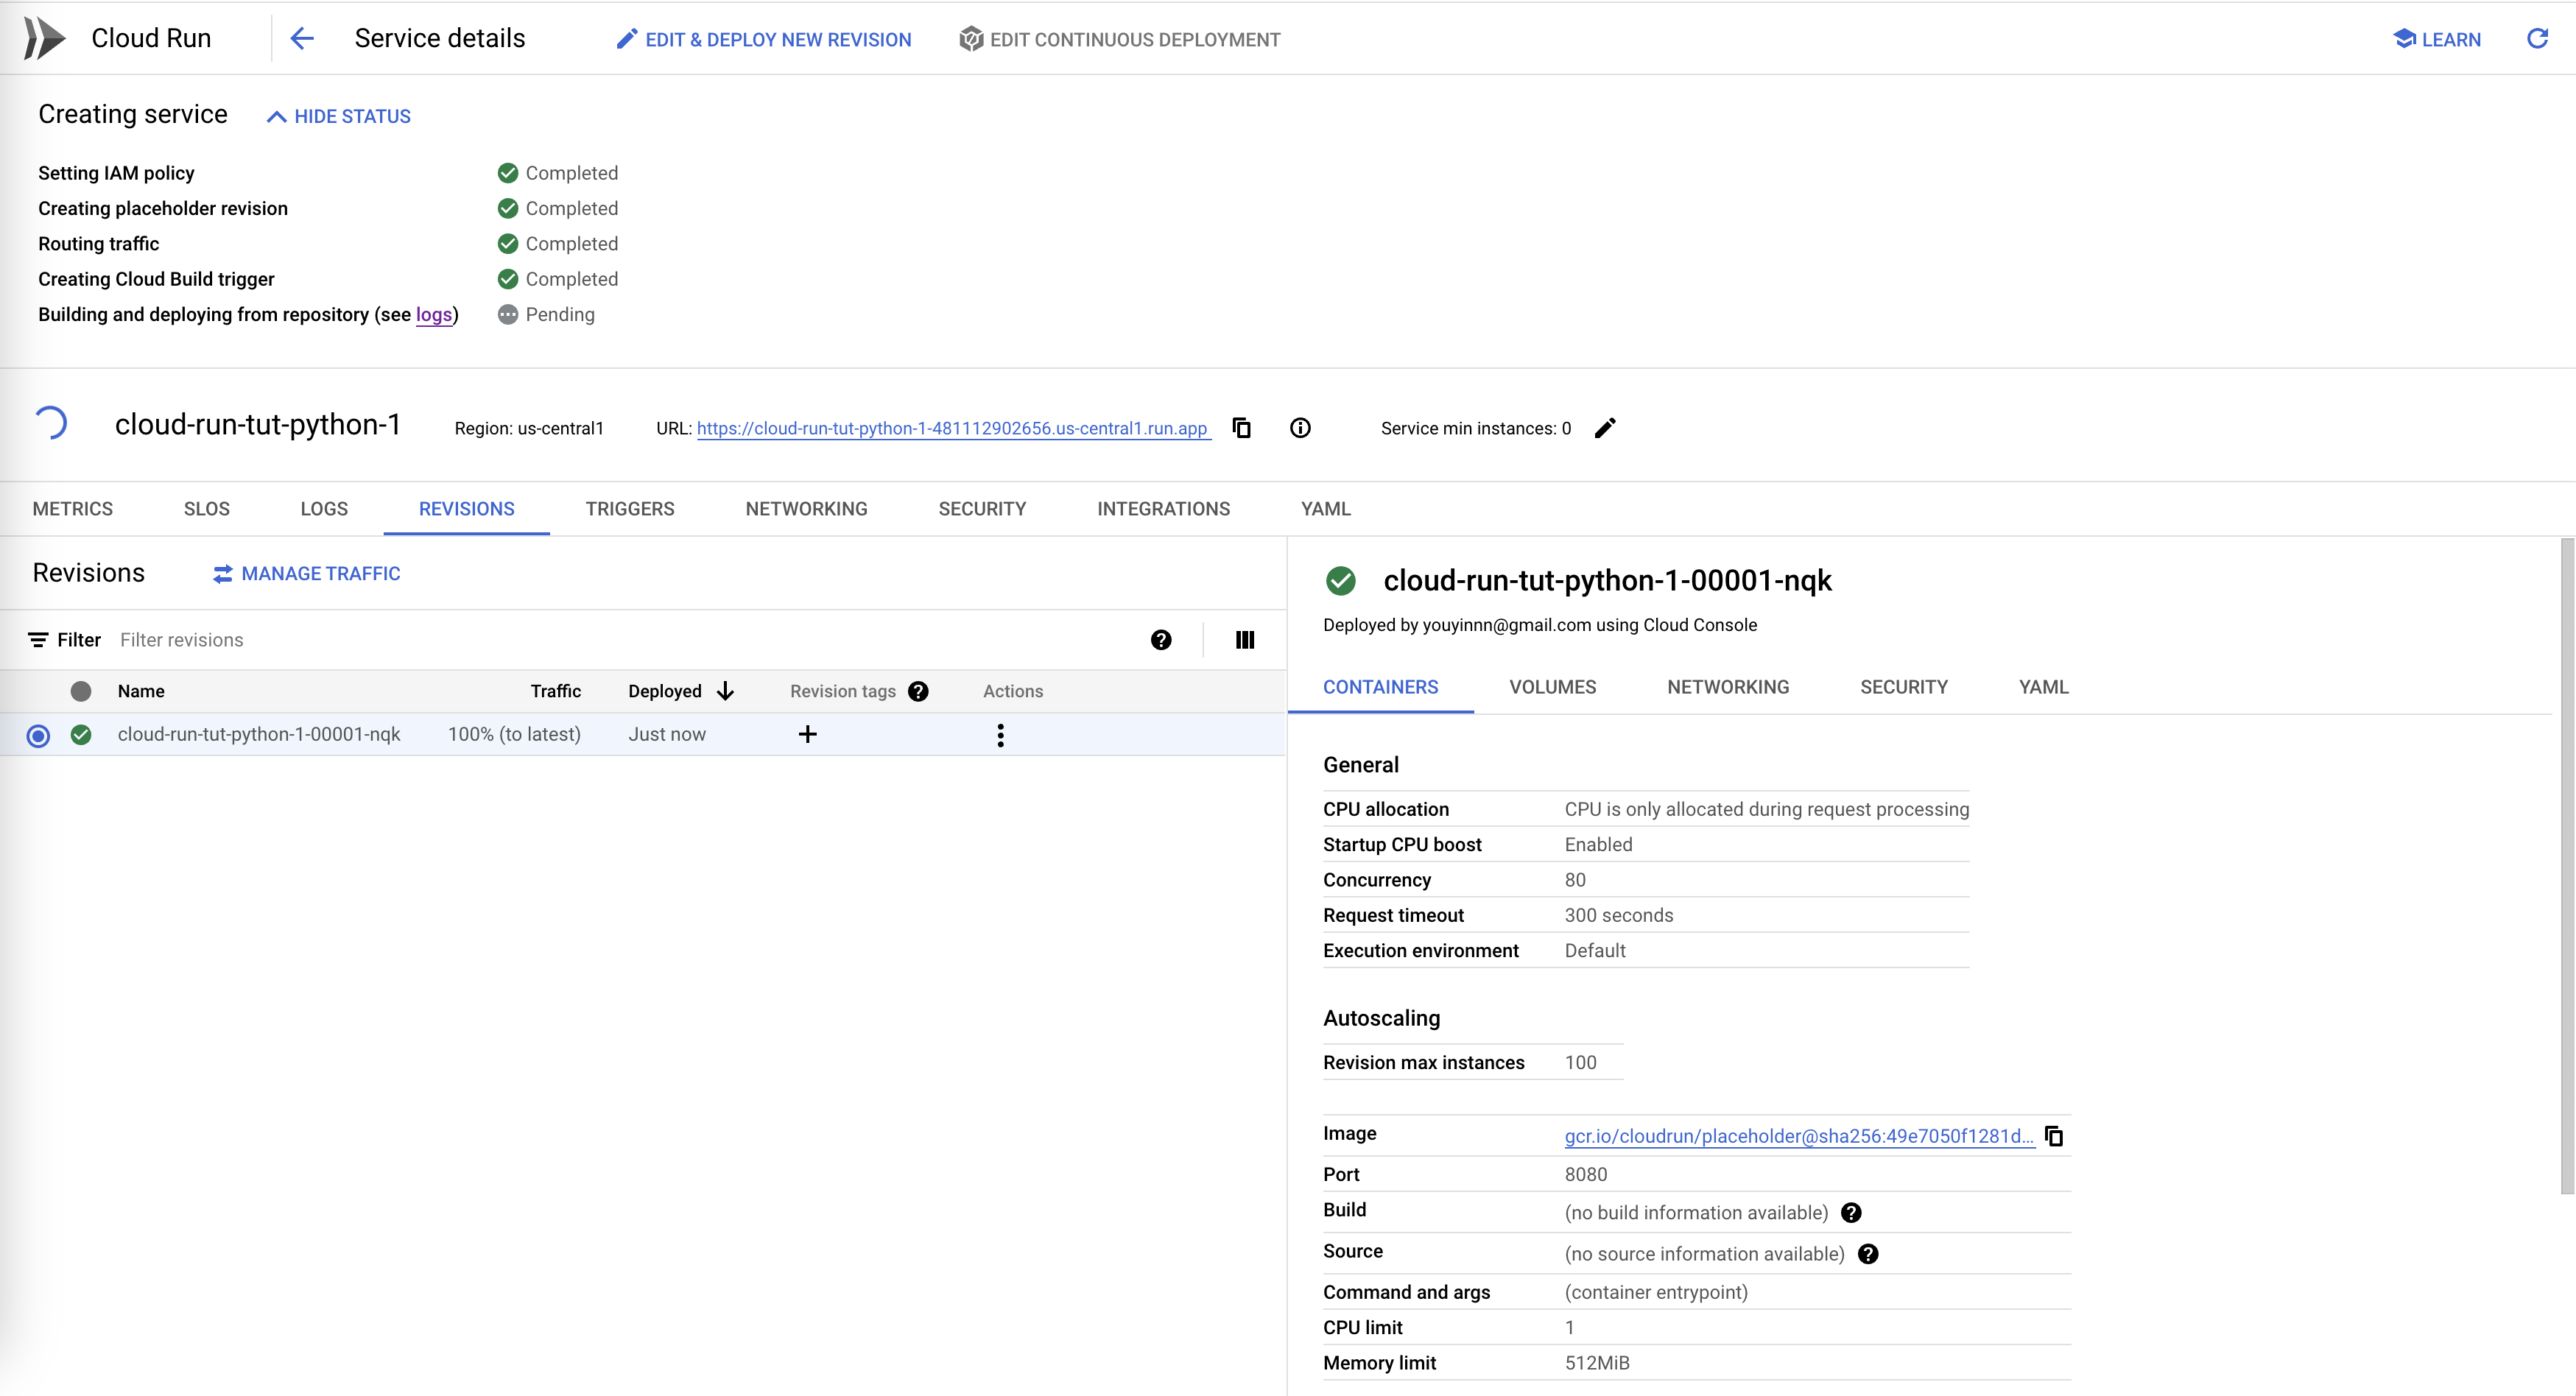 Cloud Run
Service details
EDIT & DEPLOY NEW REVISION
EDIT CONTINUOUS DEPLOYMENT
LEARN
Creating service
HIDE STATUS
Setting IAM policy Completed
Creating placeholder revision Completed
Routing traffic Completed
Creating Cloud Build trigger Completed
Building and deploying from repository (see logs) Pending
cloud-run-tut-python-1 Region: us-central1 URL: https://cloud-run-tut-python-1-481112902656.us-central1.run.app Service min instances: 0
METRICS SLOS LOGS REVISIONS TRIGGERS NETWORKING SECURITY INTEGRATIONS YAML
Revisions MANAGE TRAFFIC
Filter Filter revisions
Name Traffic Deployed Revision tags Actions
cloud-run-tut-python-1-00001-nqk 100% (to latest) Just now
cloud-run-tut-python-1-00001-nqk
Deployed by youyinnn@gmail.com using Cloud Console
CONTAINERS VOLUMES NETWORKING SECURITY YAML
General
CPU allocation CPU is only allocated during request processing
Startup CPU boost Enabled
Concurrency 80
Request timeout 300 seconds
Execution environment Default
Autoscaling
Revision max instances 100
Image gcr.io/cloudrun/placeholder@sha256:49e7050f1281d...
Port 8080
Build (no build information available)
Source (no source information available)
Command and args (container entrypoint)
CPU limit 1
Memory limit 512MiB